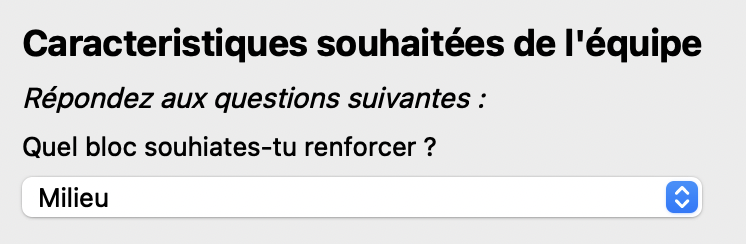 Caracteristiques souhaitées de l'équipe
Répondez aux questions suivantes :
Quel bloc souhiates-tu renforcer ?
Milieu